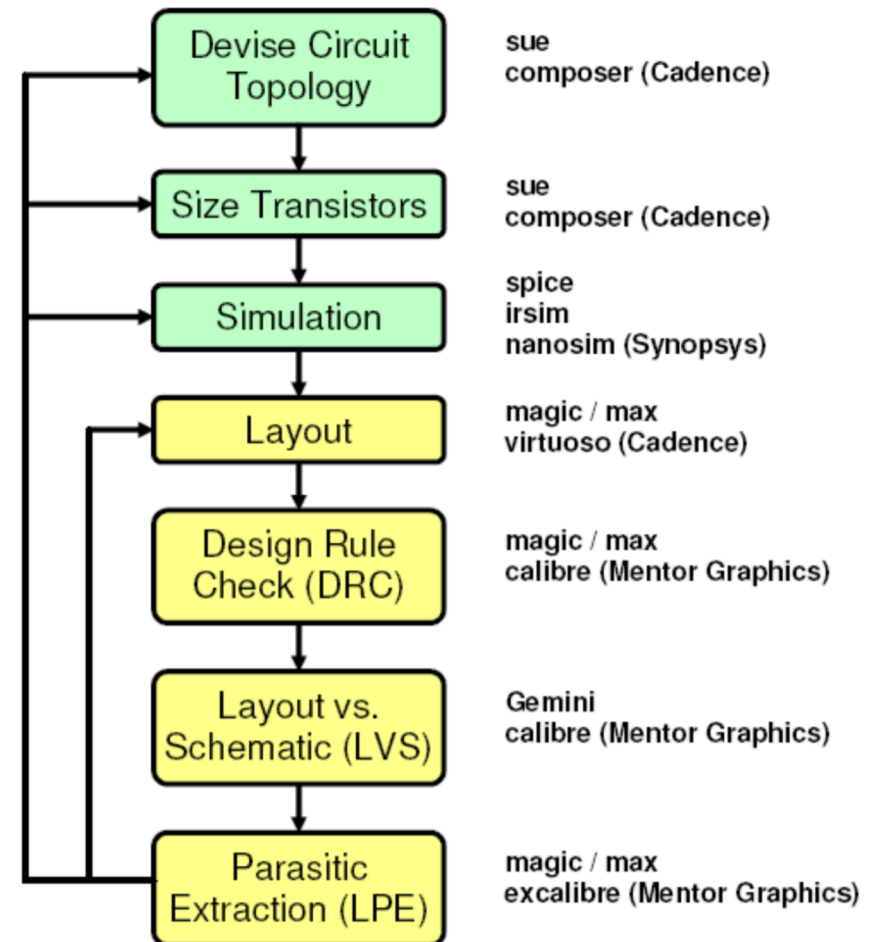 Devise Circuit
Topology
sue
composer (Cadence)
Size Transistors
sue
composer (Cadence)
Simulation
spice
irsim
nanosim (Synopsys)
Layout
magic / max
virtuoso (Cadence)
Design Rule
Check (DRC)
magic / max
calibre (Mentor Graphics)
Layout vs.
Schematic (LVS)
Gemini
calibre (Mentor Graphics)
Parasitic
Extraction (LPE)
magic / max
excalibre (Mentor Graphics)